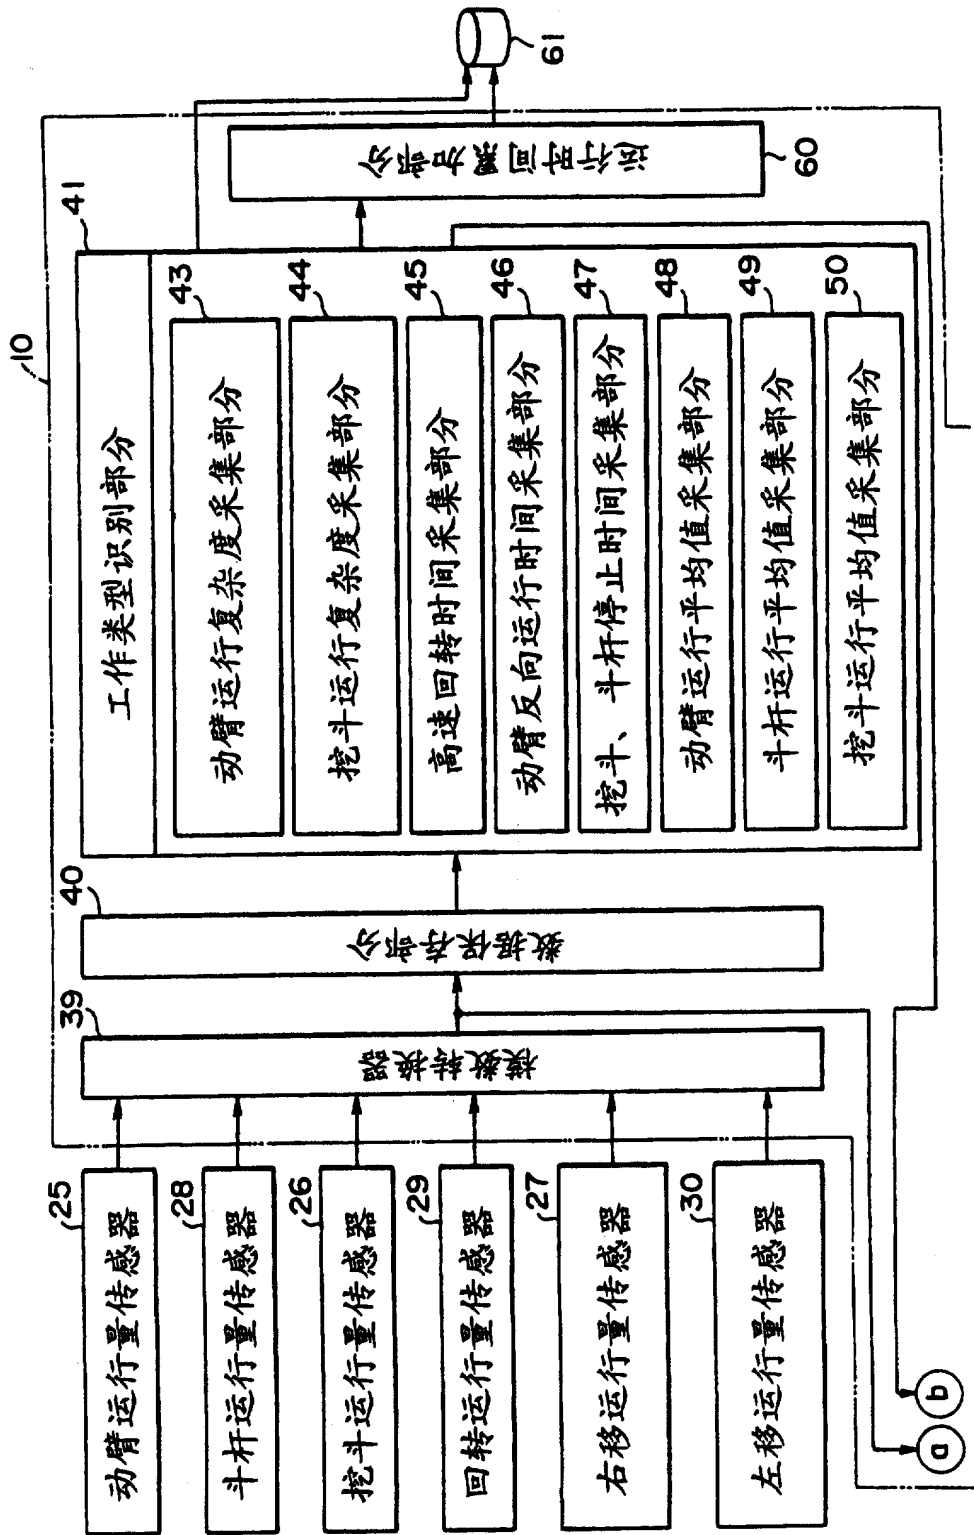 25
动臂运行量传感器
28
斗杆运行量传感器
26
挖斗运行量传感器
29
回转运行量传感器
27
右移运行量传感器
30
左移运行量传感器
39
模数转换器
40
数据保存部分
10
41
工作类型识别部分
43
动臂运行复杂度采集部分
44
挖斗运行复杂度采集部分
45
高速回转时间采集部分
46
动臂反向运行时间采集部分
47
挖斗、斗杆停止时间采集部分
48
动臂运行平均值采集部分
49
斗杆运行平均值采集部分
50
挖斗运行平均值采集部分
运行时间累加部分
60
61
a
b